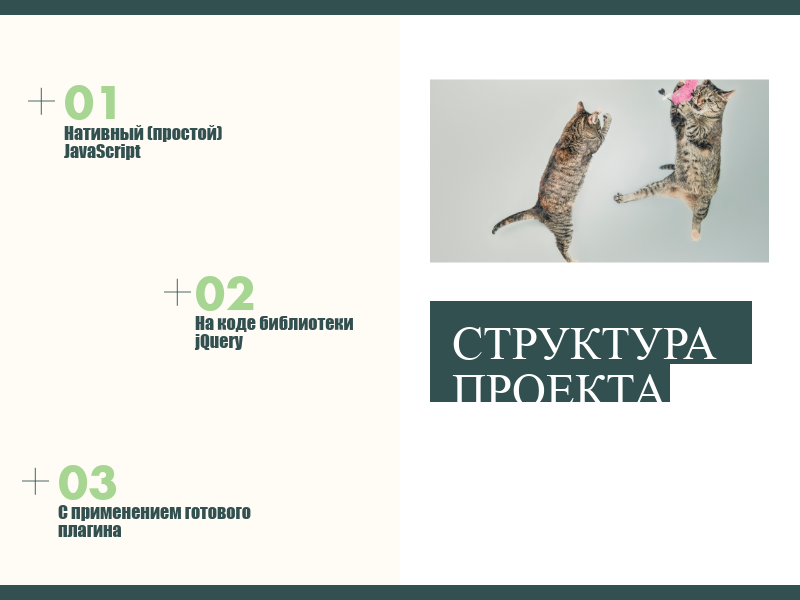 01
Нативный (простой)
JavaScript
02
На коде библиотеки
jQuery
03
С применением готового
плагина
СТРУКТУРА
ПРОЕКТА